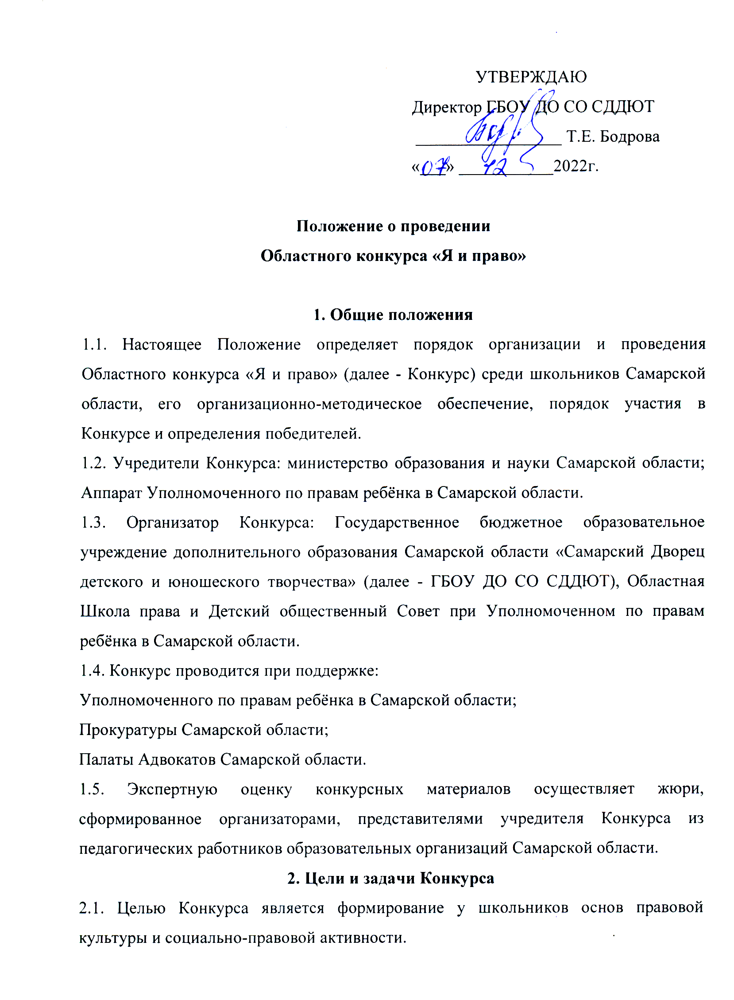 УТВЕРЖДАЮ
Директор ГБОУ ДО СО СДДЮТ
Т.Е. Бодрова
«07» 12 2022г.
Положение о проведении
Областного конкурса «Я и право»
1. Общие положения
1.1. Настоящее Положение определяет порядок организации и проведения
Областного конкурса «Я и право» (далее - Конкурс) среди школьников Самарской
области, его организационно-методическое обеспечение, порядок участия в
Конкурсе и определения победителей.
1.2. Учредители Конкурса: министерство образования и науки Самарской области;
Аппарат Уполномоченного по правам ребёнка в Самарской области.
1.3. Организатор Конкурса: Государственное бюджетное образовательное
учреждение дополнительного образования Самарской области «Самарский Дворец
детского и юношеского творчества» (далее - ГБОУ ДО СО СДДЮТ), Областная
Школа права и Детский общественный Совет при Уполномоченном по правам
ребёнка в Самарской области.
1.4. Конкурс проводится при поддержке:
Уполномоченного по правам ребёнка в Самарской области;
Прокуратуры Самарской области;
Палаты Адвокатов Самарской области.
1.5. Экспертную оценку конкурсных материалов осуществляет жюри,
сформированное организаторами, представителями учредителя Конкурса из
педагогических работников образовательных организаций Самарской области.
2. Цели и задачи Конкурса
2.1. Целью Конкурса является формирование у школьников основ правовой
культуры и социально-правовой активности.